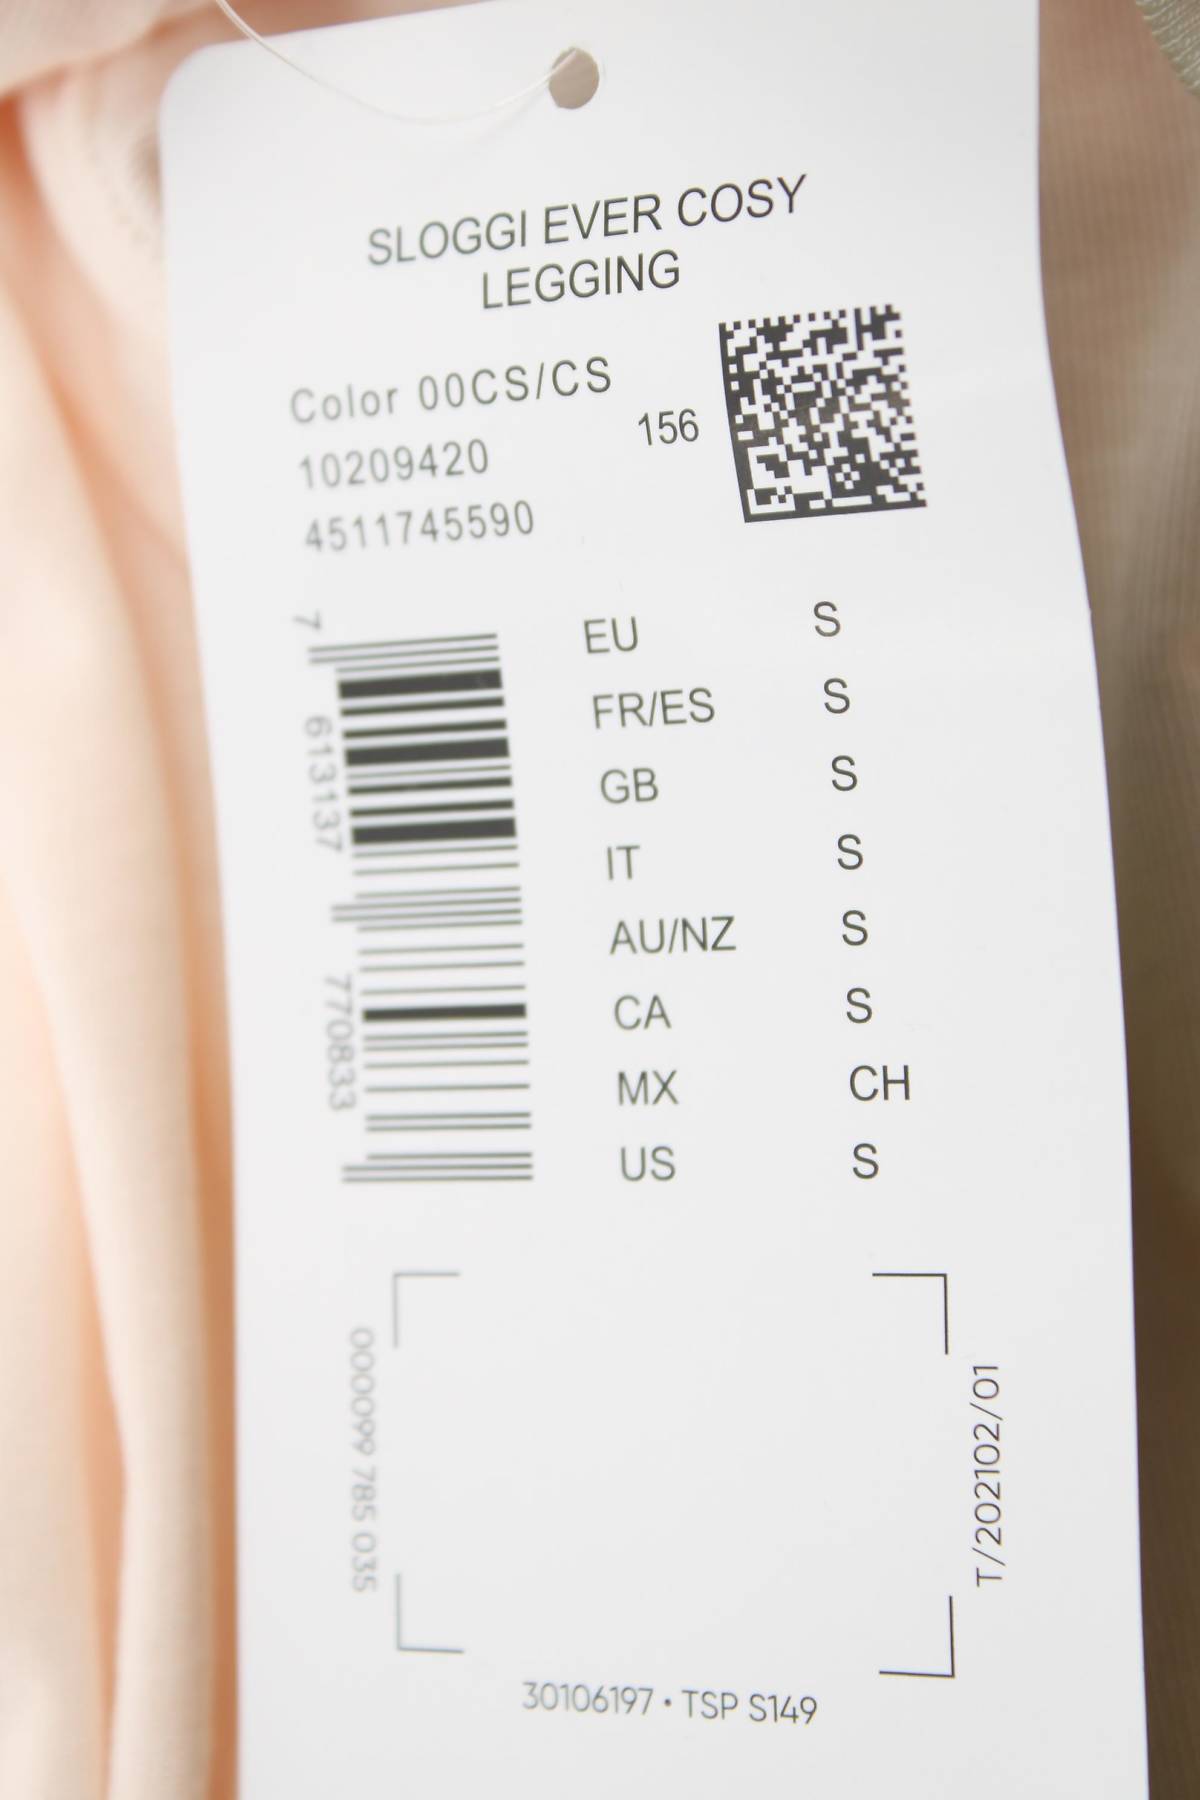 SLOGGI EVER COSY
LEGGING
Color 00CS/CS
10209420
156
4511745590
7 613137 770833
EU S
FR/ES S
GB S
IT S
AU/NZ S
CA S
MX CH
US S
000099 785 035
T/202102/01
30106197 • TSP S149